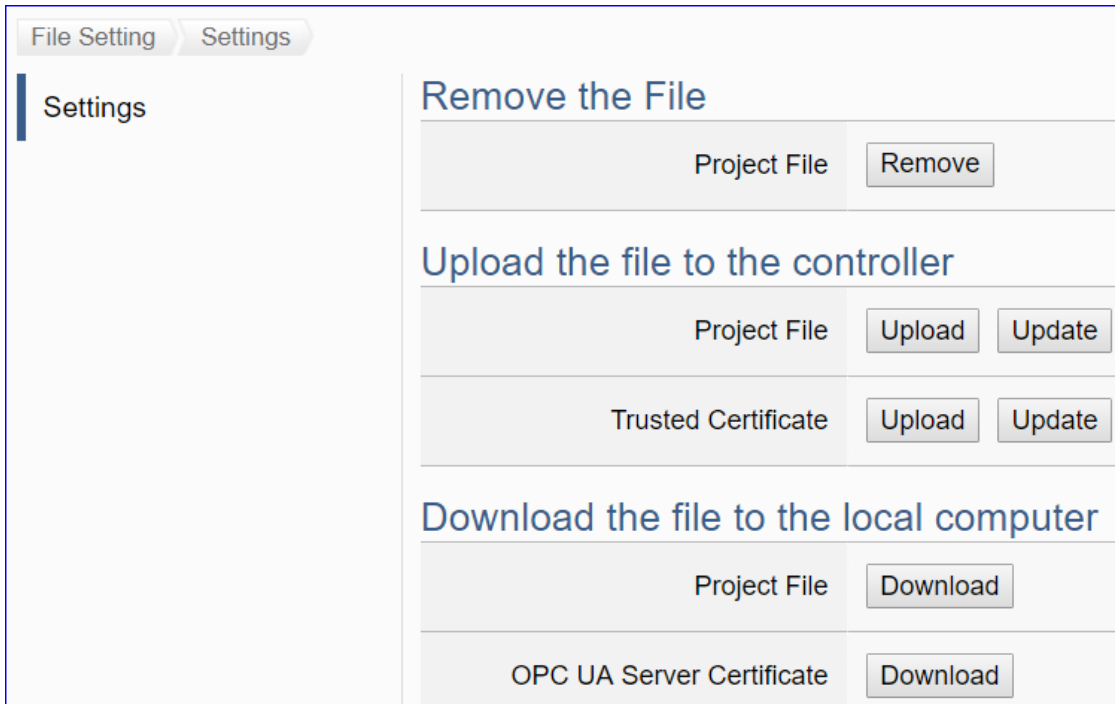 File Setting Settings
Settings
Remove the File
Project File Remove
Upload the file to the controller
Project File Upload Update
Trusted Certificate Upload Update
Download the file to the local computer
Project File Download
OPC UA Server Certificate Download